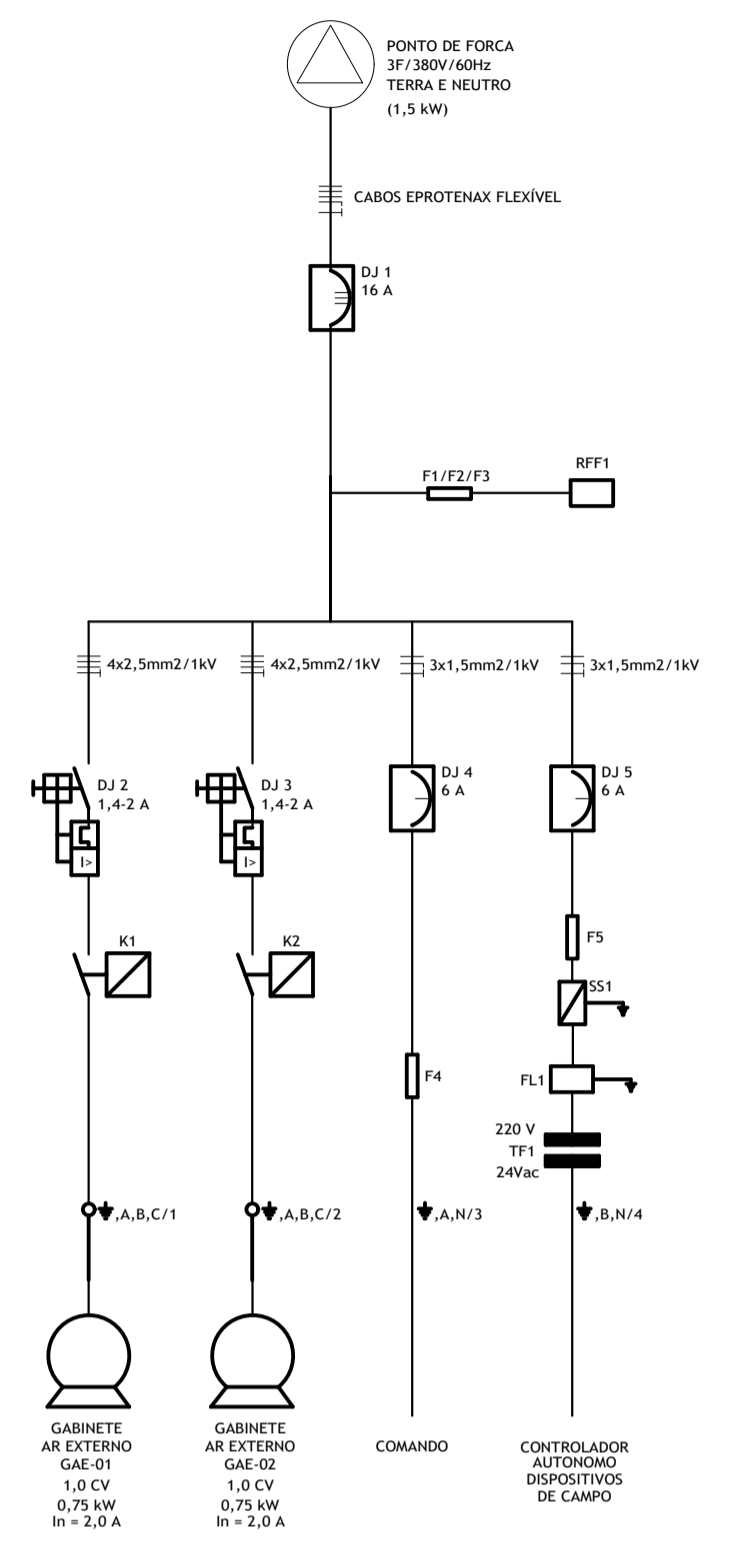 PONTO DE FORCA
3F/380V/60Hz
TERRA E NEUTRO
(1,5 kW)
CABOS EPROTENAX FLEXÍVEL
DJ 1
16 A
F1/F2/F3
RFF1
4x2,5mm2/1kV
4x2,5mm2/1kV
3x1,5mm2/1kV
3x1,5mm2/1kV
DJ 2
1,4-2 A
I>
DJ 3
1,4-2 A
I>
DJ 4
6 A
DJ 5
6 A
K1
K2
F5
SS1
F4
FL1
220 V
TF1
24Vac
,A,B,C/1
,A,B,C/2
,A,N/3
,B,N/4
GABINETE
AR EXTERNO
GAE-01
1,0 CV
0,75 kW
In = 2,0 A
GABINETE
AR EXTERNO
GAE-02
1,0 CV
0,75 kW
In = 2,0 A
COMANDO
CONTROLADOR
AUTONOMO
DISPOSITIVOS
DE CAMPO